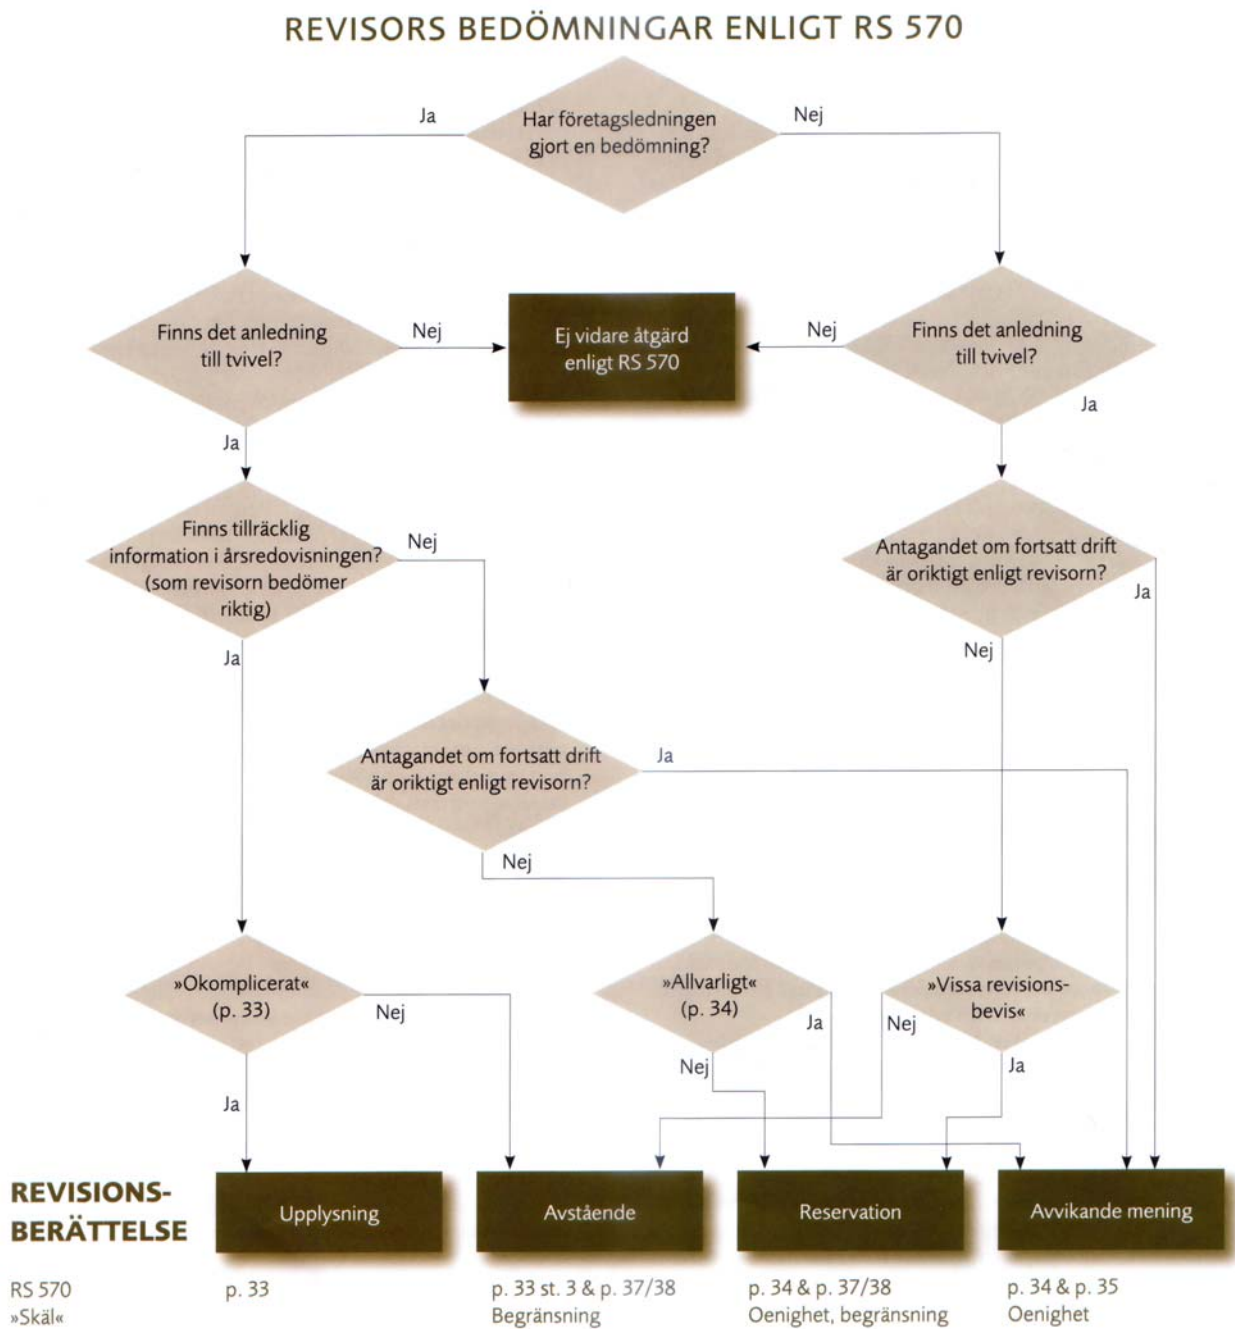 REVISORS BEDÖMNINGAR ENLIGT RS 570
Ja
Har företagsledningen
gjort en bedömning?
Nej
Finns det anledning
till tvivel?
Nej
Ej vidare åtgärd
enligt RS 570
Nej
Finns det anledning
till tvivel?
Ja
Ja
Finns tillräcklig
information i årsredovisningen?
(som revisorn bedömer
riktig)
Nej
Antagandet om fortsatt drift
är oriktigt enligt revisorn?
Ja
Ja
Nej
Antagandet om fortsatt drift
är oriktigt enligt revisorn?
Ja
Nej
»Okomplicerat«
(p. 33)
Nej
»Allvarligt«
(p. 34)
Ja
»Vissa revisions-
bevis«
Nej
Nej
Ja
Ja
REVISIONS-
BERÄTTELSE
Upplysning
Avstående
Reservation
Avvikande mening
RS 570
»Skäl«
p. 33
p. 33 st. 3 & p. 37/38
Begränsning
p. 34 & p. 37/38
Oenighet, begränsning
p. 34 & p. 35
Oenighet